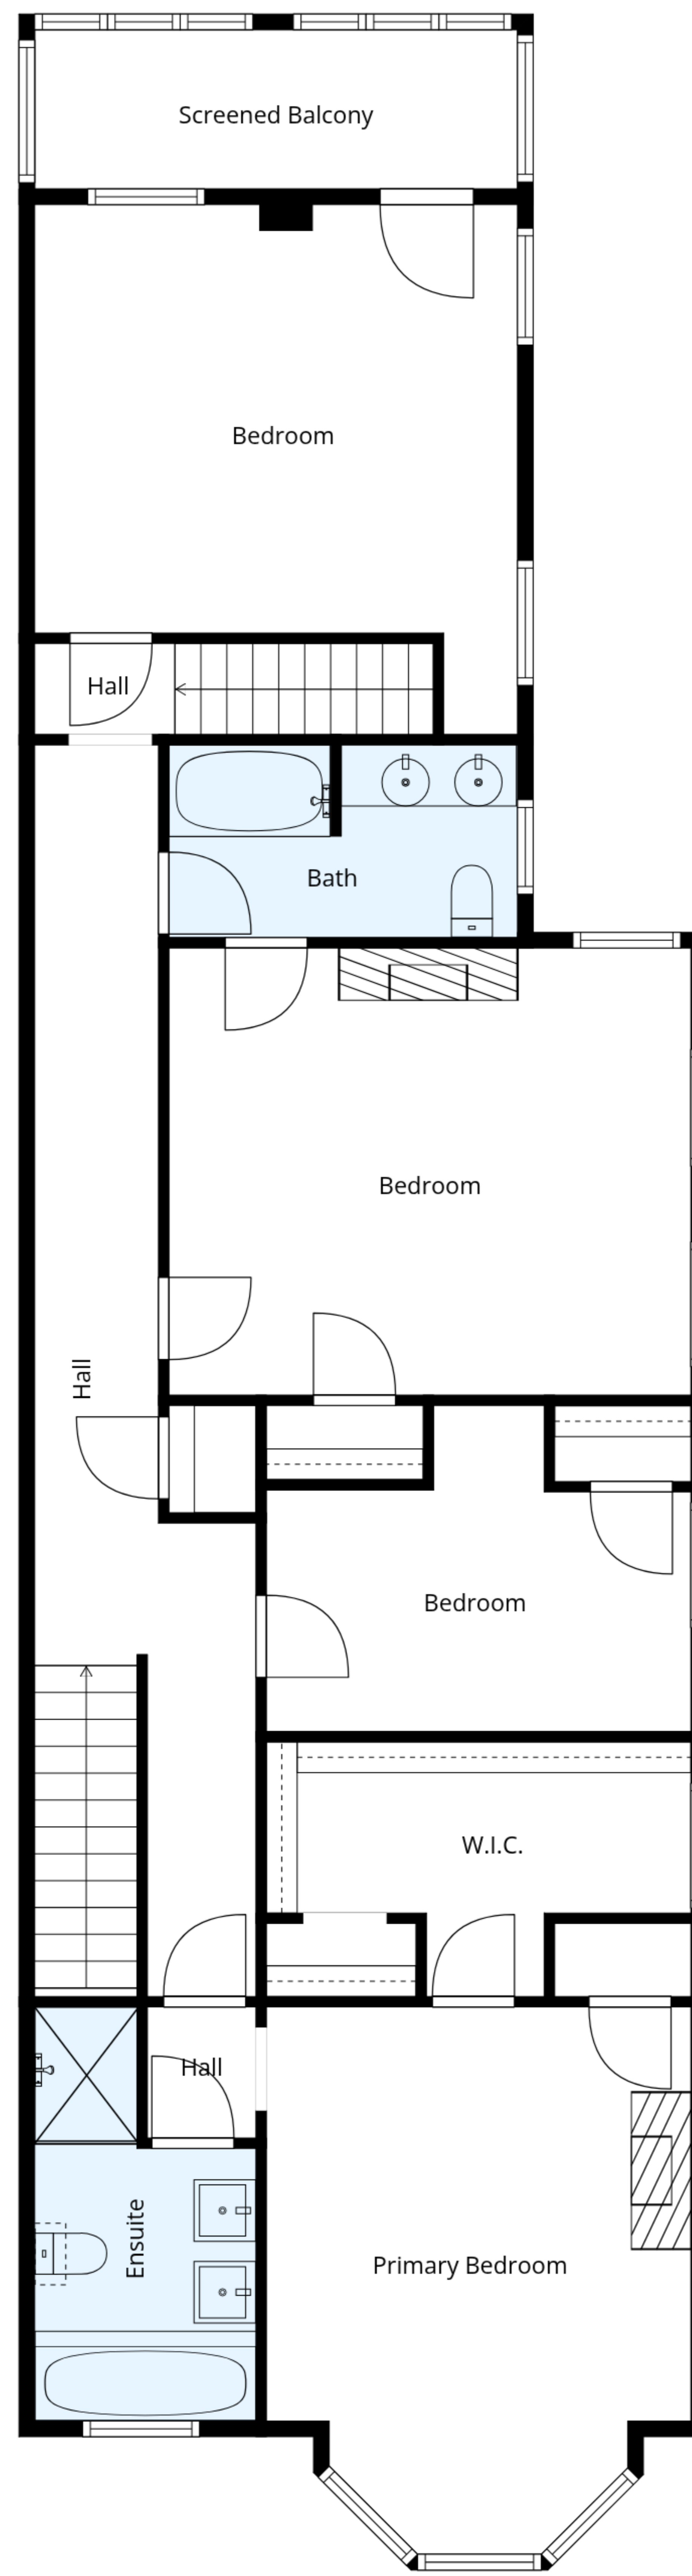 Screened Balcony
Bedroom
Hall
Bath
Bedroom
Hall
Bedroom
W.I.C.
Hall
Ensuite
Primary Bedroom